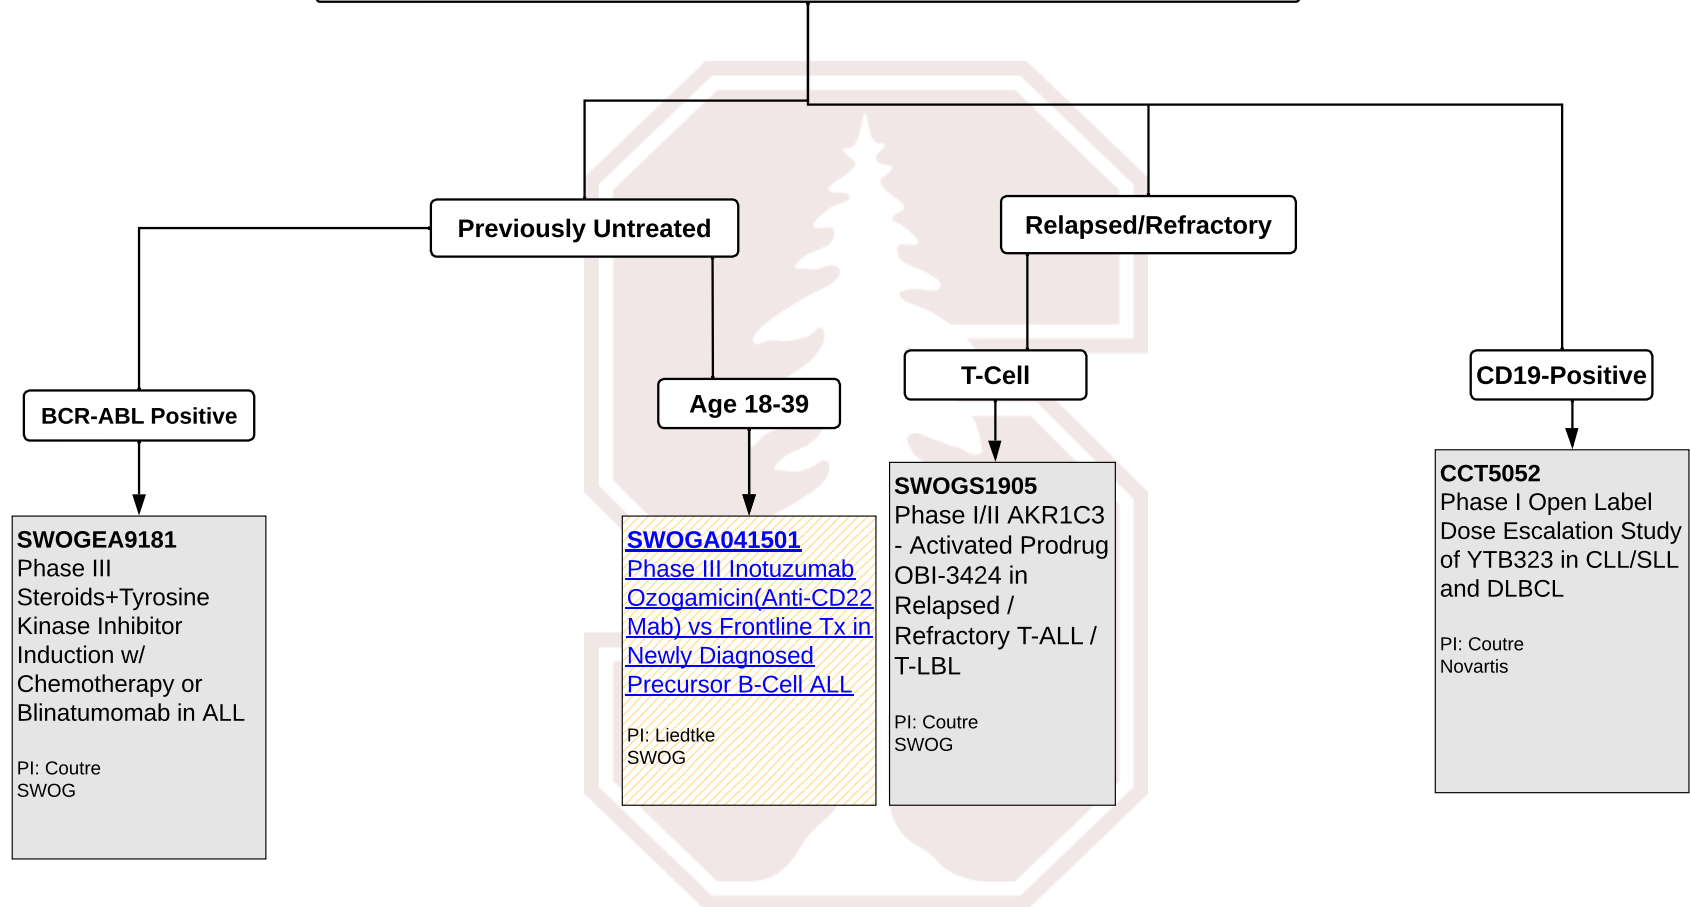 Previously Untreated
Relapsed/Refractory
BCR-ABL Positive
Age 18-39
T-Cell
CD19-Positive
SWOGEA9181
Phase III
Steroids+Tyrosine
Kinase Inhibitor
Induction w/
Chemotherapy or
Blinatumomab in ALL
PI: Coutre
SWOG
SWOGA041501
Phase III Inotuzumab
Ozogamicin(Anti-CD22
Mab) vs Frontline Tx in
Newly Diagnosed
Precursor B-Cell ALL
PI: Liedtke
SWOG
SWOGS1905
Phase I/II AKR1C3
- Activated Prodrug
OBI-3424 in
Relapsed /
Refractory T-ALL /
T-LBL
PI: Coutre
SWOG
CCT5052
Phase I Open Label
Dose Escalation Study
of YTB323 in CLL/SLL
and DLBCL
PI: Coutre
Novartis